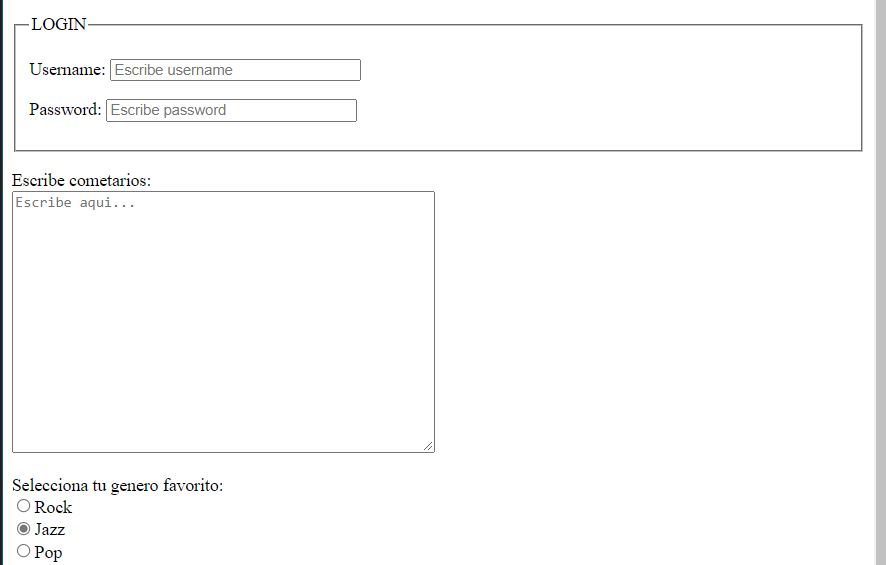 LOGIN
Username: Escribe username
Password: Escribe password
Escribe cometarios:
Escribe aqui...
Selecciona tu genero favorito:
Rock
Jazz
Pop